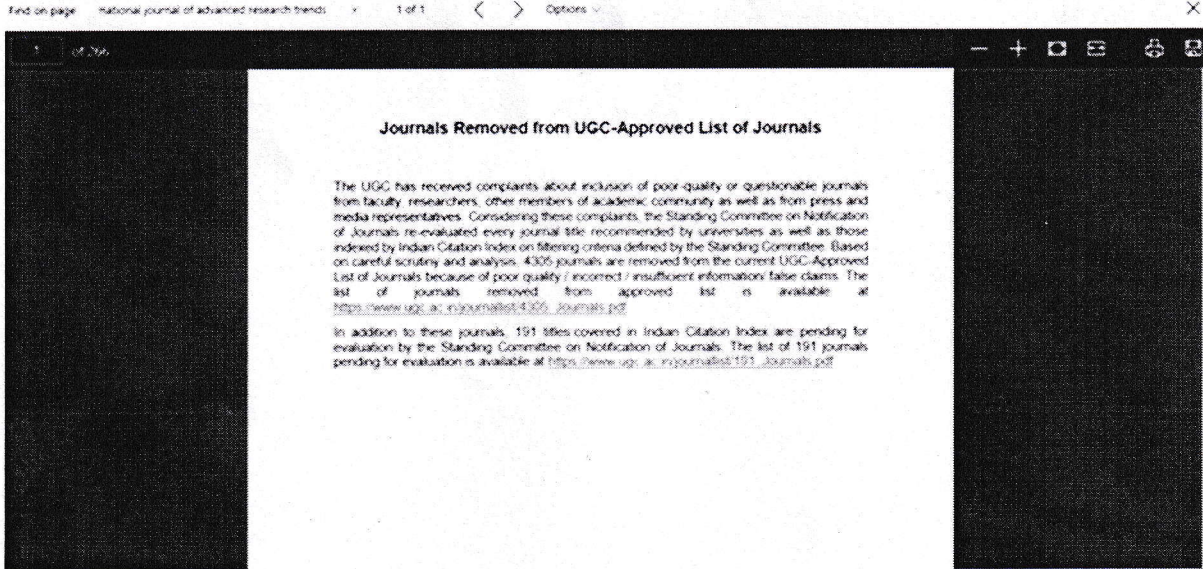 Find on page national journal of advanced research trends × 1 of 1 < > Options
1 of 266
Journals Removed from UGC-Approved List of Journals
The UGC has received complaints about inclusion of poor-quality or questionable journals
from faculty, researchers, other members of academic community as well as from press and
media representatives. Considering these complaints, the Standing Committee on Notification
of Journals re-evaluated every journal title recommended by universities as well as those
indexed by Indian Citation Index on filtering criteria defined by the Standing Committee. Based
on careful scrutiny and analysis, 4305 journals are removed from the current UGC-Approved
List of Journals because of poor quality / incorrect / insufficient information/ false claims. The
list of journals removed from approved list is available at
https://www.ugc.ac.in/journallist/4305_Journals.pdf
In addition to these journals, 191 titles covered in Indian Citation Index are pending for
evaluation by the Standing Committee on Notification of Journals. The list of 191 journals
pending for evaluation is available at https://www.ugc.ac.in/journallist/191_Journals.pdf